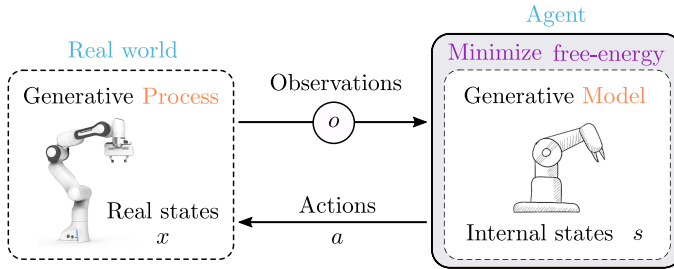 Real world
Generative Process
Real states
x
Observations
o
Actions
a
Agent
Minimize free-energy
Generative Model
Internal states s